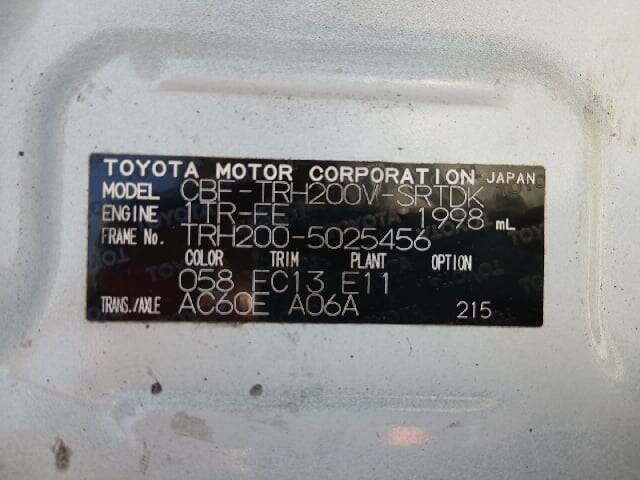 TOYOTA MOTOR CORPORATION JAPAN
MODEL CBF-TRH200V-SRTDK
ENGINE 1TR-FE 1998 mL
FRAME No. TRH200-5025456
COLOR TRIM PLANT OPTION
058 EC13 E11
TRANS./AXLE AC60E A06A 215